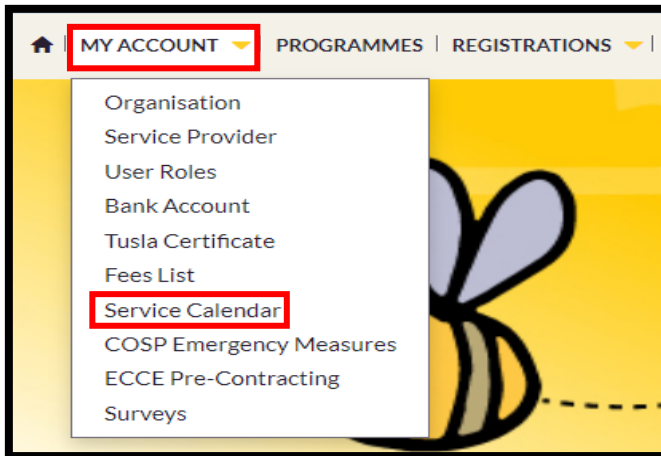 MY ACCOUNT PROGRAMMES | REGISTRATIONS |
Organisation
Service Provider
User Roles
Bank Account
Tusla Certificate
Fees List
Service Calendar
COSP Emergency Measures
ECCE Pre-Contracting
Surveys